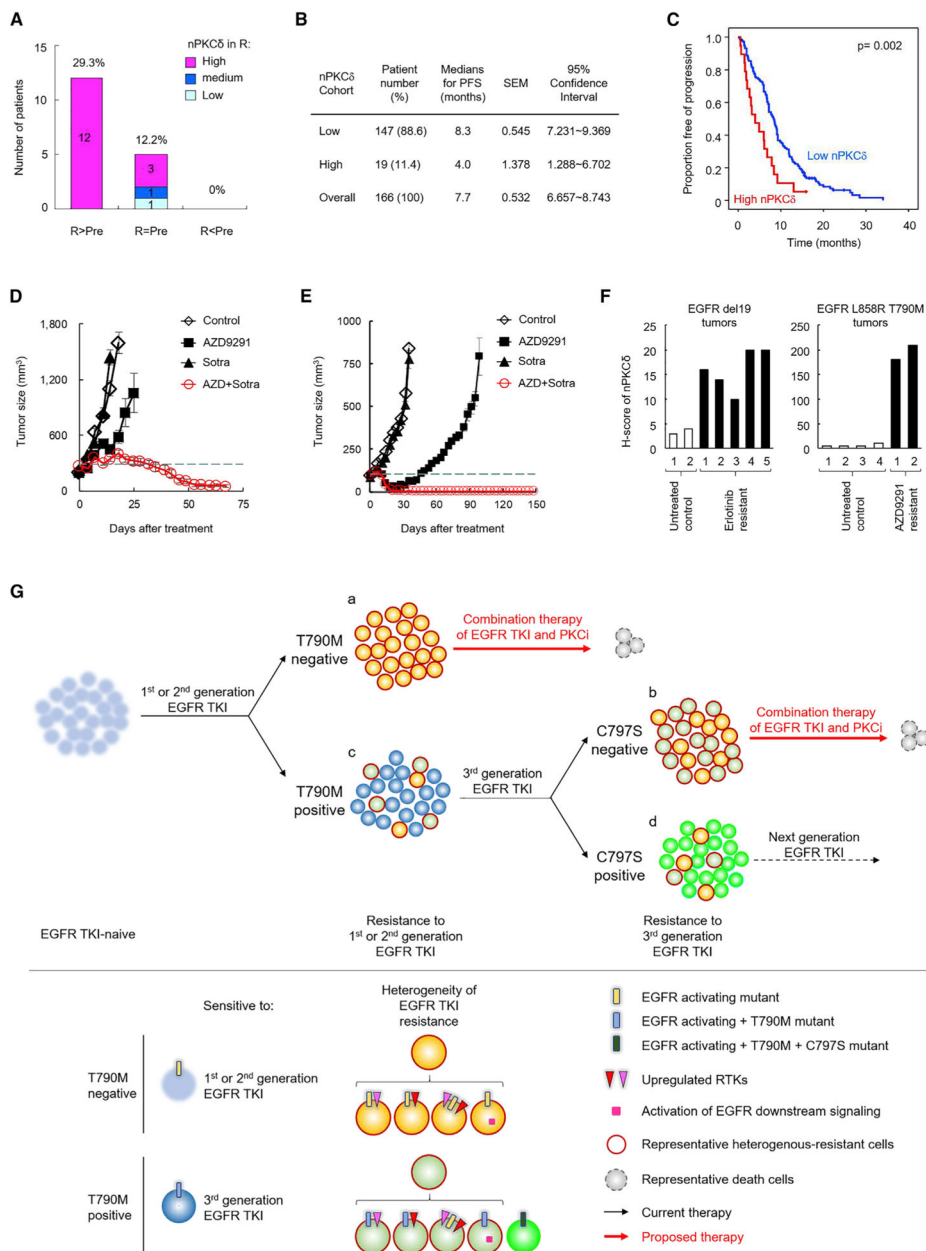 A
nPKCδ in R:
High
medium
Low
Number of patients
15
10
5
0
29.3%
12
12.2%
3
1
1
0%
R>Pre
R=Pre
R<Pre
B
nPKCδ Cohort
Patient number (%)
Medians for PFS (months)
SEM
95% Confidence Interval
Low 147 (88.6) 8.3 0.545 7.231~9.369
High 19 (11.4) 4.0 1.378 1.288~6.702
Overall 166 (100) 7.7 0.532 6.657~8.743
C
Proportion free of progression
1.0
0.8
0.6
0.4
0.2
0.0
p= 0.002
Low nPKCδ
High nPKCδ
0 10 20 30 40
Time (months)
D
Tumor size (mm³)
1,800
1,400
1,000
600
200
Control
AZD9291
Sotra
AZD+Sotra
0 25 50 75
Days after treatment
E
Tumor size (mm³)
900
600
300
0
Control
AZD9291
Sotra
AZD+Sotra
0 50 100 150
Days after treatment
F
EGFR del19
tumors
H-score of nPKCδ
25
20
15
10
5
0
1 2 1 2 3 4 5
Untreated
control
Erlotinib
resistant
EGFR L858R T790M
tumors
250
200
150
100
50
0
1 2 3 4 1 2
Untreated
control
AZD9291
resistant
G
1st or 2nd generation
EGFR TKI
T790M
negative
a
Combination therapy
of EGFR TKI and PKCi
T790M
positive
c
3rd generation
EGFR TKI
C797S
negative
b
Combination therapy
of EGFR TKI and PKCi
C797S
positive
d
Next generation
EGFR TKI
EGFR TKI-naive
Resistance to
1st or 2nd generation
EGFR TKI
Resistance to
3rd generation
EGFR TKI
Sensitive to:
Heterogeneity of
EGFR TKI
resistance
T790M
negative
1st or 2nd generation
EGFR TKI
T790M
positive
3rd generation
EGFR TKI
EGFR activating mutant
EGFR activating + T790M mutant
EGFR activating + T790M + C797S mutant
Upregulated RTKs
Activation of EGFR downstream signaling
Representative heterogenous-resistant cells
Representative death cells
Current therapy
Proposed therapy